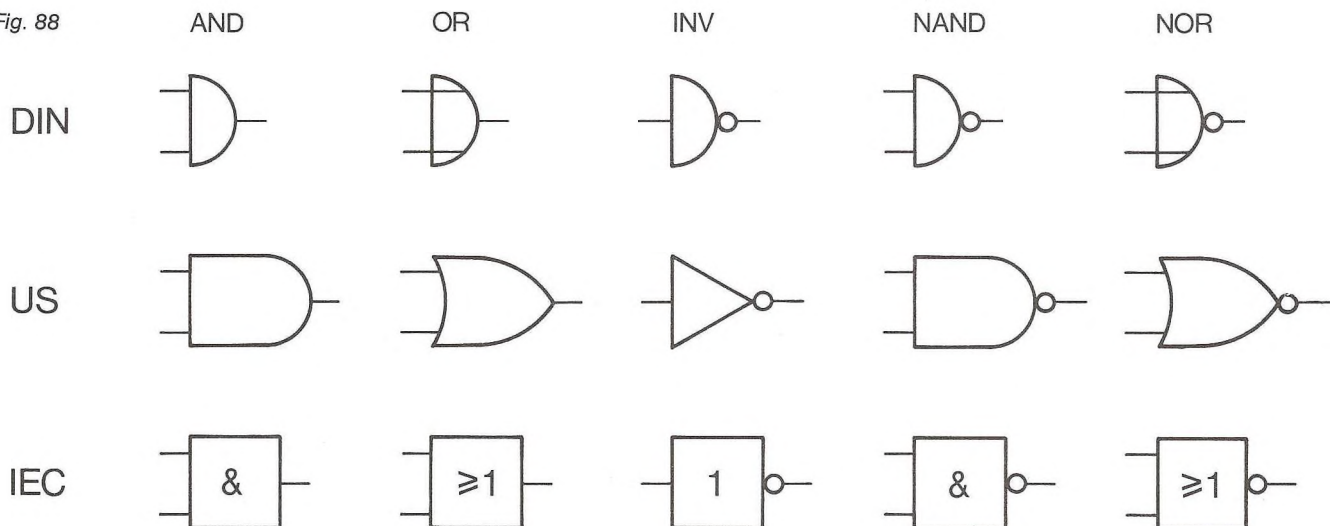 Fig. 88 AND OR INV NAND NOR
DIN
US
IEC & ≥1 1 & ≥1